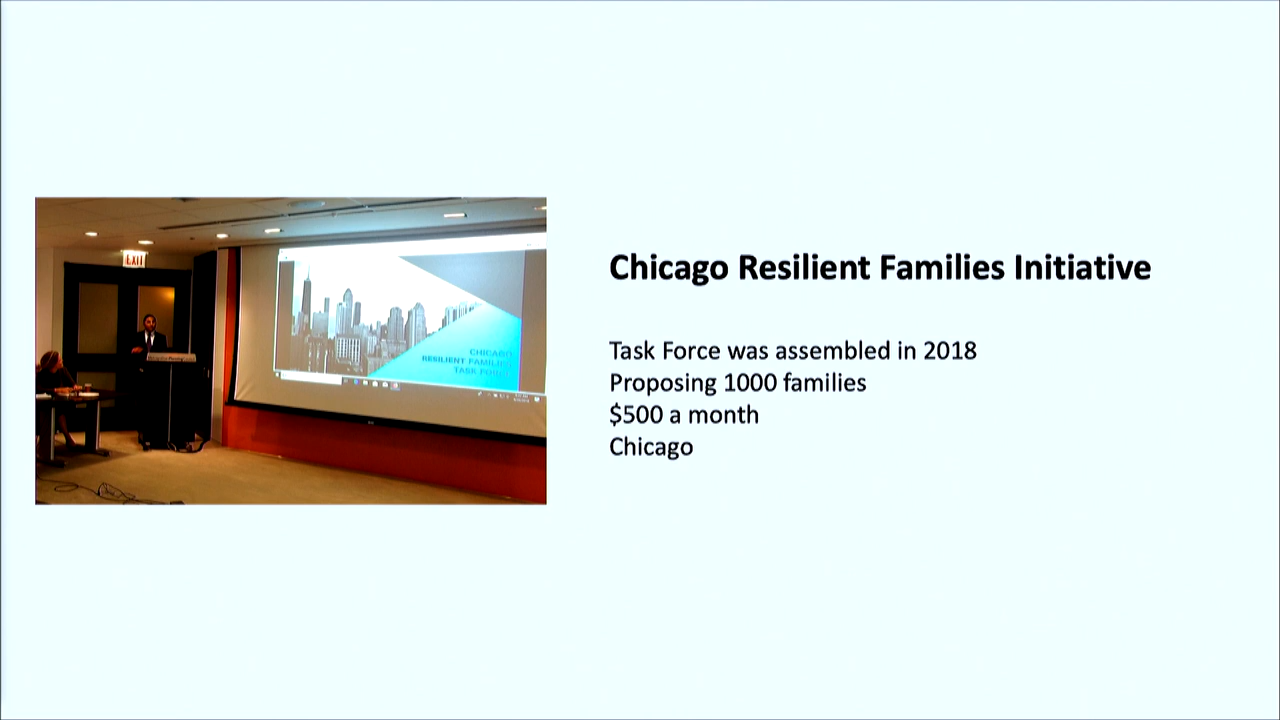 EXIT
CHICAGO
RESILIENT FAMILIES
TASK FORCE
Chicago Resilient Families Initiative
Task Force was assembled in 2018
Proposing 1000 families
$500 a month
Chicago